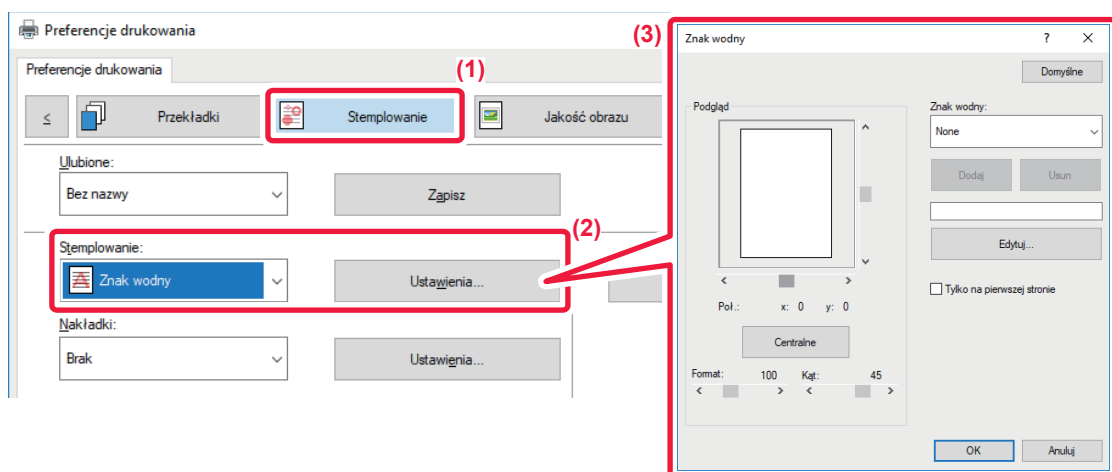 Preferencje drukowania
Preferencje drukowania
(1)
≤
Przekładki
Stemplowanie
Jakość obrazu
Ulubione:
Bez nazwy
Zapisz
(2)
Stemplowanie:
Znak wodny
Ustawienia...
Nakładki:
Brak
Ustawienia...
(3)
Znak wodny
?
Domyślne
Podgląd
Znak wodny:
None
Dodaj
Usun
Edytuj...
Tylko na pierwszej stronie
Poł.: x: 0 y: 0
Centralne
Format: 100 Kąt: 45
OK
Anuluj